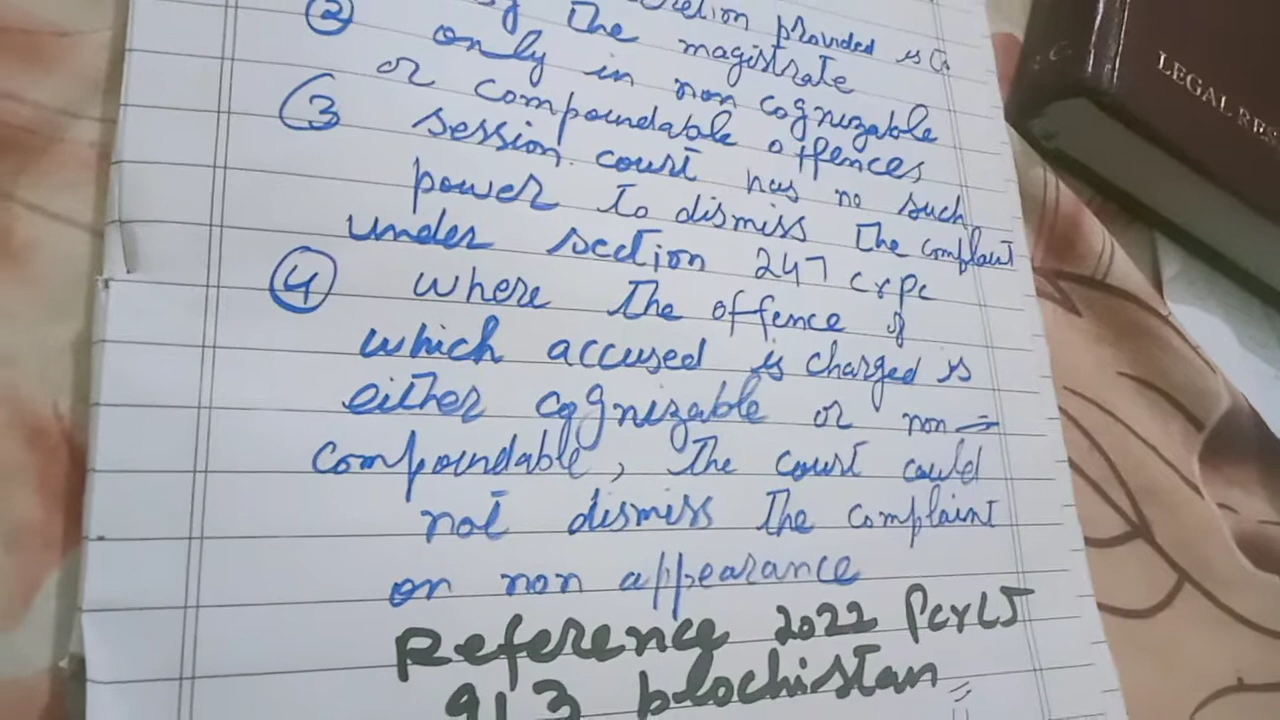 provided is
② the magistrate
only in non cognizable
or compoundable offences
③ session court has no such
power to dismiss the complaint
under section 247 crpc
④ where the offence of
which accused is charged is
either cognizable or non=
compoundable, the court could
not dismiss the complaint
on non appearance
Reference 2022 PcrLJ
913 blochistan
LEGAL RES